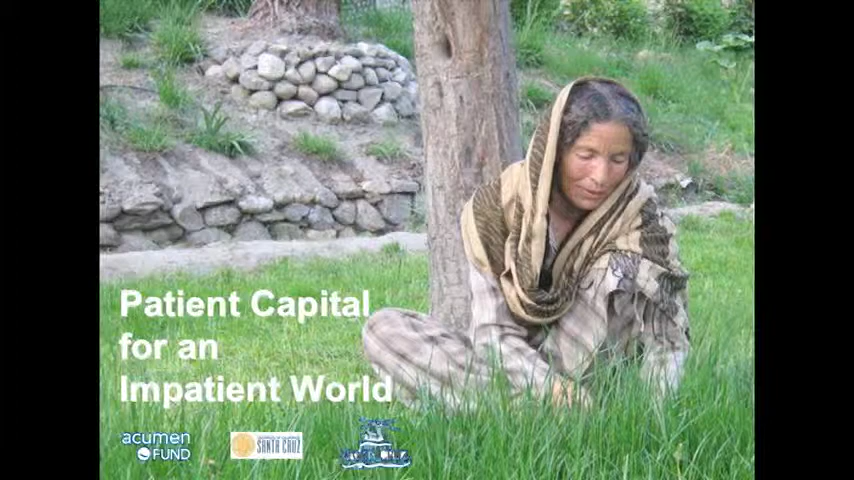 Patient Capital
for an
Impatient World
acumen
FUND
SANTA CRUZ